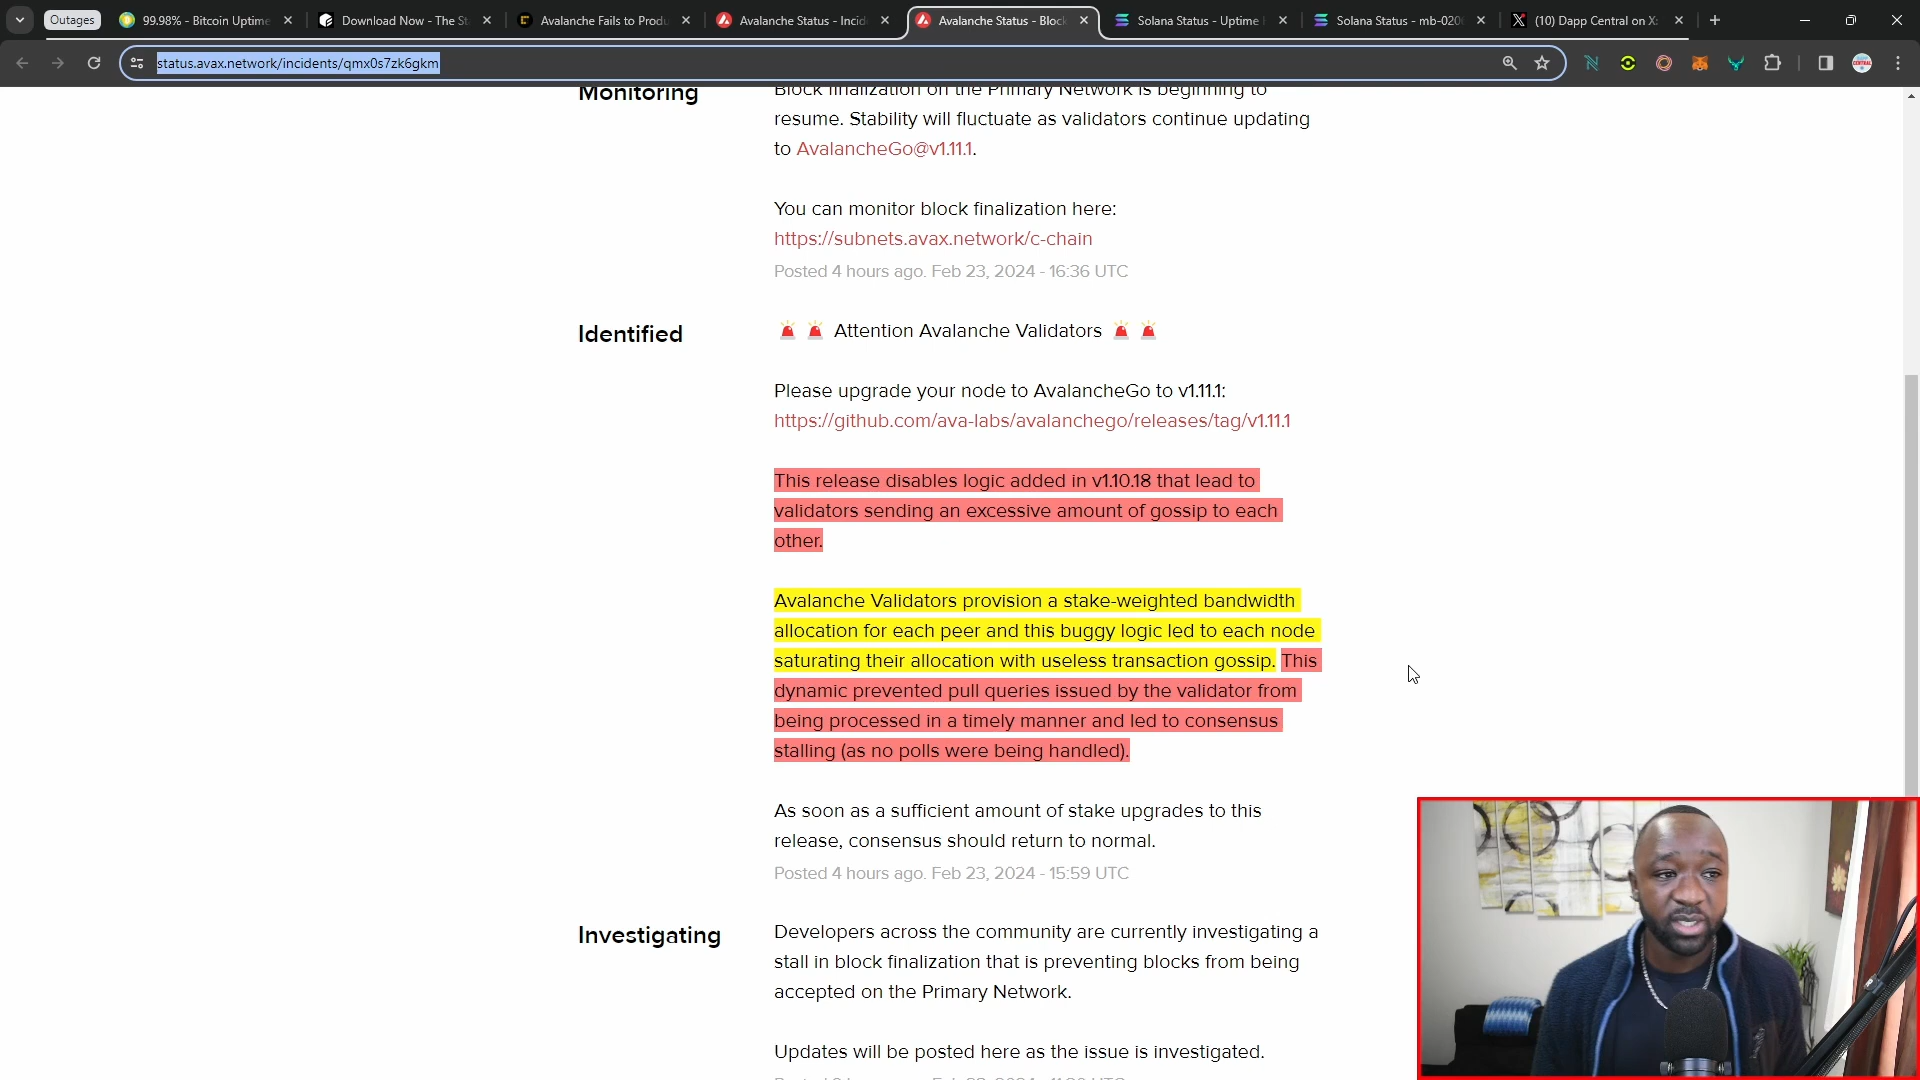 Outages
99.98% - Bitcoin Uptime
Download Now - The St
Avalanche Fails to Produ
Avalanche Status - Incid
Avalanche Status - Block
Solana Status - Uptime
Solana Status - mb-020
(10) Dapp Central on X:
status.avax.network/incidents/qmx0s7zk6gkm
Monitoring
Block finalization on the Primary Network is beginning to
resume. Stability will fluctuate as validators continue updating
to AvalancheGo@v1.11.1.
You can monitor block finalization here:
https://subnets.avax.network/c-chain
Posted 4 hours ago. Feb 23, 2024 - 16:36 UTC
Identified
🚨 🚨 Attention Avalanche Validators 🚨 🚨
Please upgrade your node to AvalancheGo to v1.11.1:
https://github.com/ava-labs/avalanchego/releases/tag/v1.11.1
This release disables logic added in v1.10.18 that lead to
validators sending an excessive amount of gossip to each
other.
Avalanche Validators provision a stake-weighted bandwidth
allocation for each peer and this buggy logic led to each node
saturating their allocation with useless transaction gossip. This
dynamic prevented pull queries issued by the validator from
being processed in a timely manner and led to consensus
stalling (as no polls were being handled).
As soon as a sufficient amount of stake upgrades to this
release, consensus should return to normal.
Posted 4 hours ago. Feb 23, 2024 - 15:59 UTC
Investigating
Developers across the community are currently investigating a
stall in block finalization that is preventing blocks from being
accepted on the Primary Network.
Updates will be posted here as the issue is investigated.